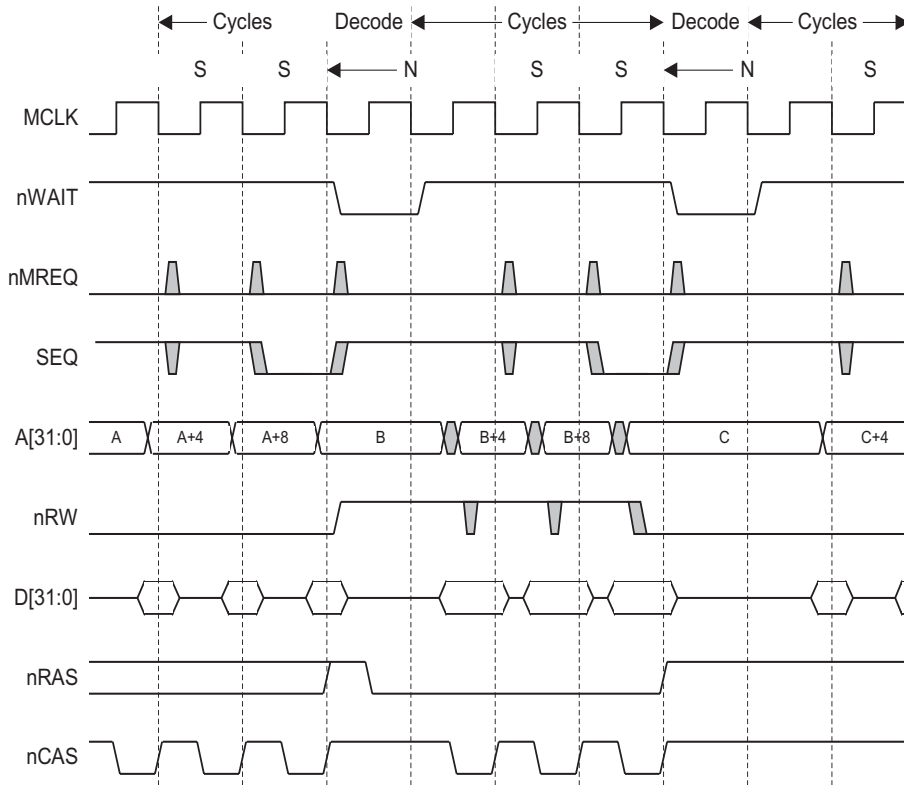 Cycles Decode Cycles Decode Cycles
S S N S S N S
MCLK
nWAIT
nMREQ
SEQ
A[31:0] A A+4 A+8 B B+4 B+8 C C+4
nRW
D[31:0]
nRAS
nCAS